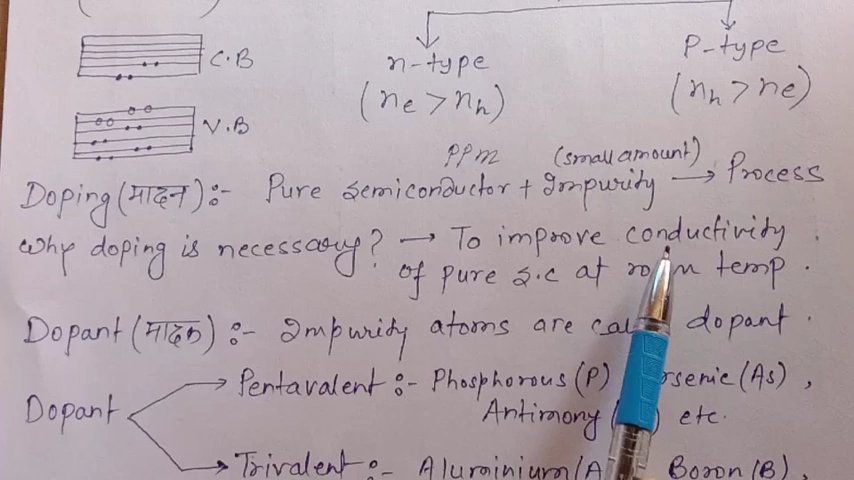 C.B
n-type
P-type
(ne > nh)
(nh > ne)
V.B
PPM (small amount)
Doping (मादन) :- Pure semiconductor + Impurity → Process
Why doping is necessary? → To improve conductivity
of pure s.c at room temp.
Dopant (मादक) :- Impurity atoms are dopant.
Dopant
Pentavalent :- Phosphorous (P) (As),
Antimony ( ) etc.
Trivalent :- Aluminium (A Boron (B),